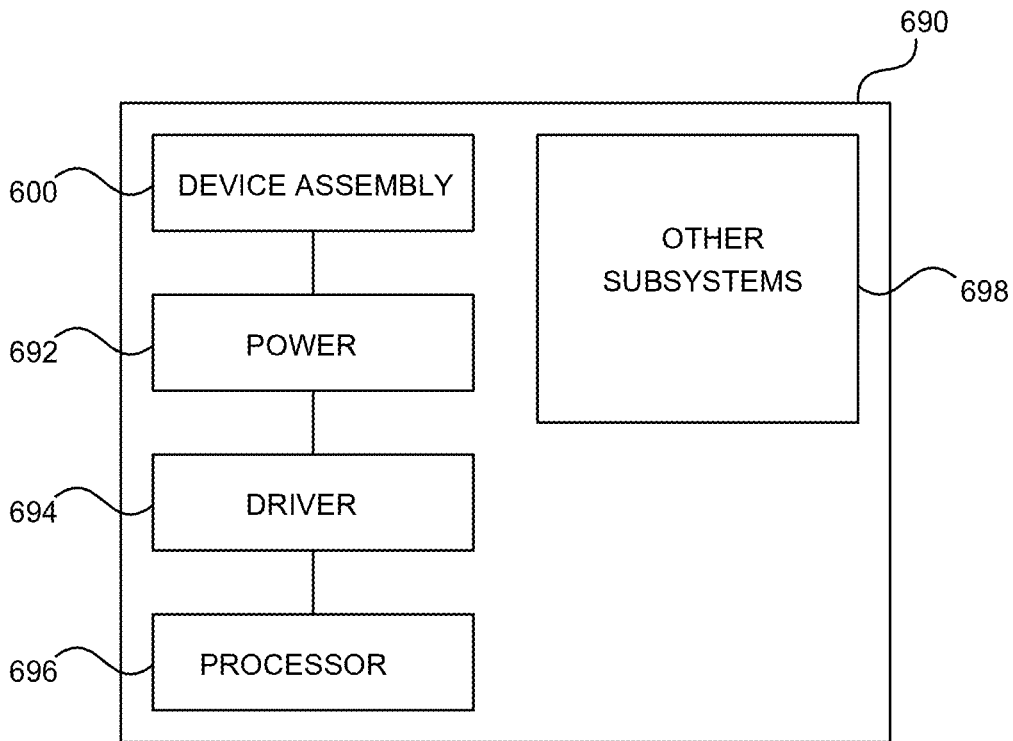 690
600
DEVICE ASSEMBLY
OTHER
SUBSYSTEMS
698
692
POWER
694
DRIVER
696
PROCESSOR